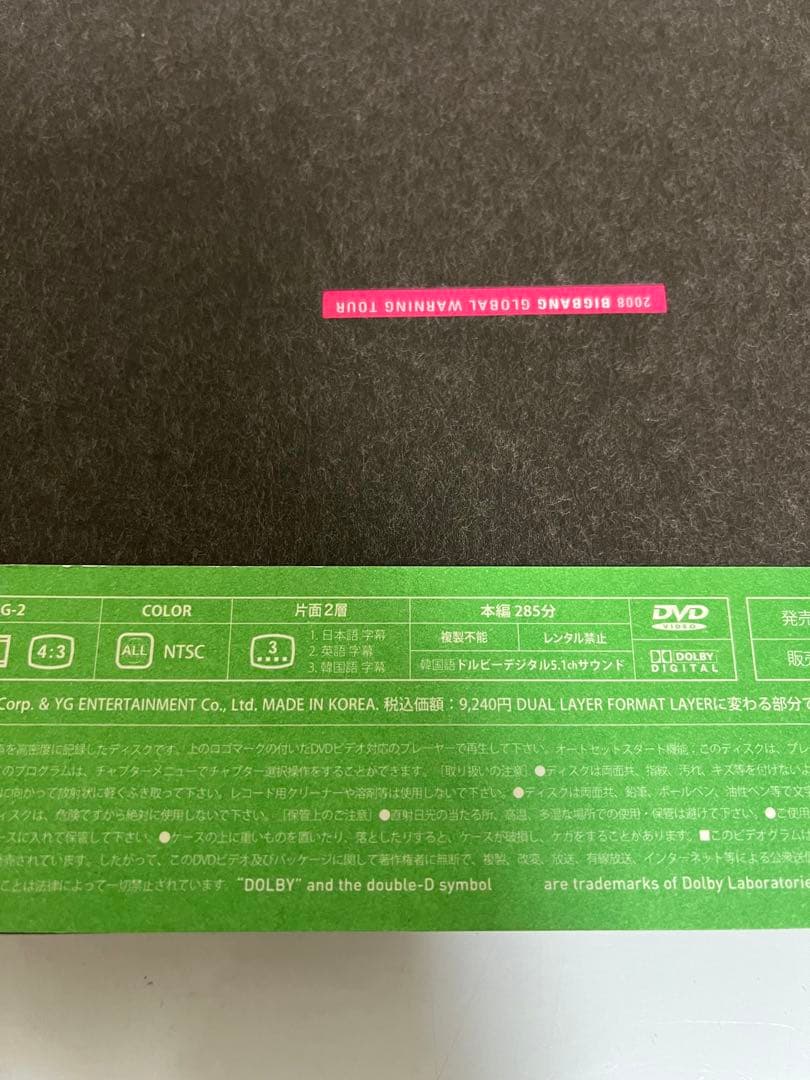 2008 BIGBANG GLOBAL WARNING TOUR
G-2 COLOR 片面2層 本編 285分 DVD VIDEO 発売
4:3 ALL NTSC 3 1. 日本語 字幕 2. 英語 字幕 3. 韓国語 字幕 複製不能 レンタル禁止 韓国語ドルビーデジタル5.1chサウンド DOLBY DIGITAL 販
Corp. & YG ENTERTAINMENT Co., Ltd. MADE IN KOREA. 税込価額：9,240円 DUAL LAYER FORMAT LAYERに変わる部分で
を高密度に記録したディスクです。上のロゴマークの付いたDVDビデオ対応のプレーヤーで再生して下さい。オートセットスタート機能：このディスクは、プレ
のプログラムは、チャプターメニューでチャプター選択操作をすることができます。［取り扱いの注意］●ディスクは両面共、指紋、汚れ、キズ等を付けないよ
に向かって放射状に軽くふき取って下さい。レコード用クリーナーや溶剤等は使用しないで下さい。●ディスクは両面共、鉛筆、ボールペン、油性ペン等で文字
ィスクは、危険ですから絶対に使用しないで下さい。［保管上のご注意］●直射日光の当たる所、高温、多湿な場所での使用・保管は避けて下さい。●ご使用
ースに入れて保管して下さい。●ケースの上に重いものを置いたり、落としたりすると、ケースが破損し、ケガをすることがあります。■このビデオグラムは
売されています。したがって、このDVDビデオ及びパッケージに関して著作権者に無断で、複製、改変、放送、有線放送、インターネット等による公衆送
ことは法律によって一切禁止されています. "DOLBY" and the double-D symbol are trademarks of Dolby Laboratorie